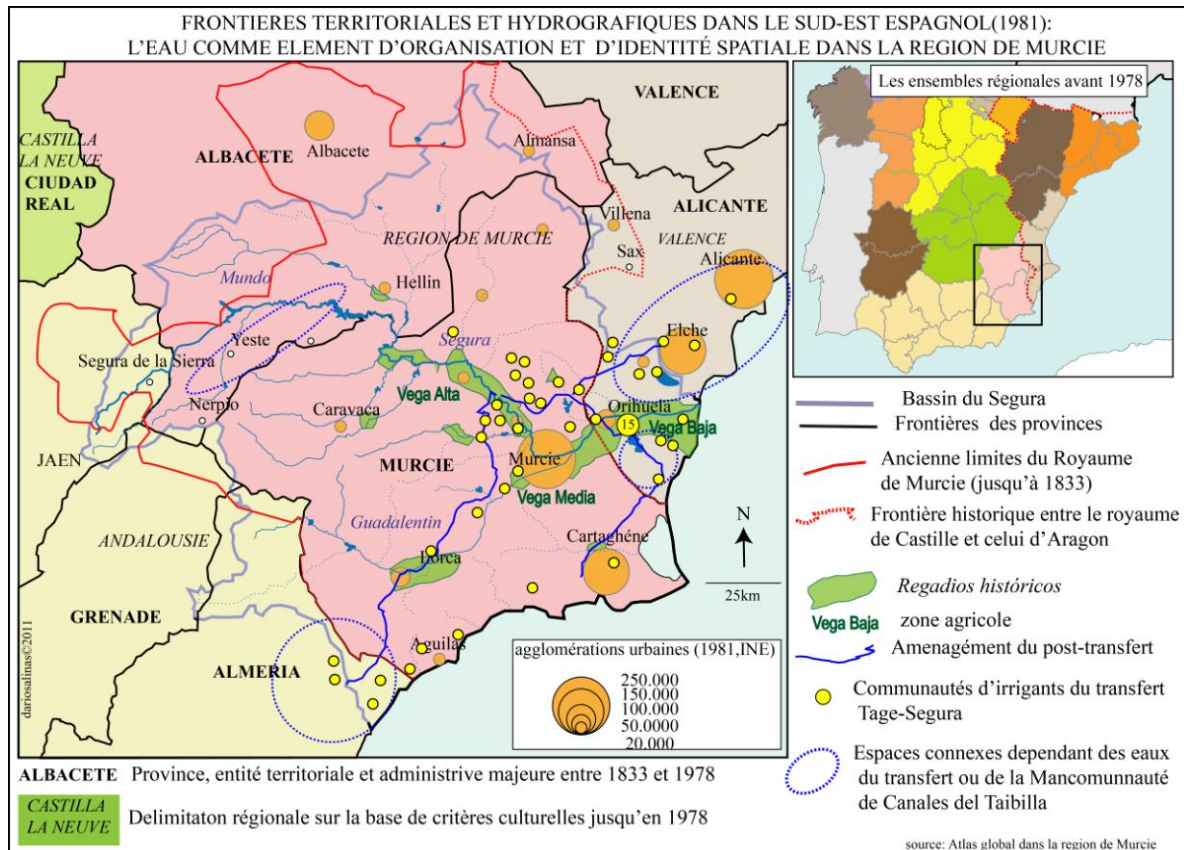 FRONTIERES TERRITORIALES ET HYDROGRAFIQUES DANS LE SUD-EST ESPAGNOL(1981):
L'EAU COMME ELEMENT D'ORGANISATION ET D'IDENTITÉ SPATIALE DANS LA REGION DE MURCIE
VALENCE
CASTILLA
LA NEUVE
CIUDAD
REAL
ALBACETE
Albacete
Almansa
ALICANTE
Villena
REGION DE MURCIE
VALENCE
Sax
Alicante
Mundo
Hellin
Segura
Elche
Yeste
Segura de la Sierra
Vega Alta
Nerpio
Caravaca
Orihuela
15
Vega Baja
JAEN
MURCIE
Murcie
Vega Media
Guadalentin
ANDALOUSIE
Cartaghéne
N
Lorca
25km
GRENADE
Aguilas
ALMERIA
dariosalinas©2011
agglomérations urbaines (1981,INE)
250.000
150.000
100.000
50.0000
20.000
Les ensembles régionales avant 1978
Bassin du Segura
Frontières des provinces
Ancienne limites du Royaume
de Murcie (jusqu'à 1833)
Frontière historique entre le royaume
de Castille et celui d'Aragon
Regadios históricos
Vega Baja zone agricole
Amenagément du post-transfert
Communautés d'irrigants du transfert
Tage-Segura
Espaces connexes dependant des eaux
du transfert ou de la Mancomunnauté
de Canales del Taibilla
ALBACETE Province, entité territoriale et administrive majeure entre 1833 et 1978
CASTILLA
LA NEUVE
Delimitaton régionale sur la base de critères culturelles jusqu'en 1978
source: Atlas global dans la region de Murcie